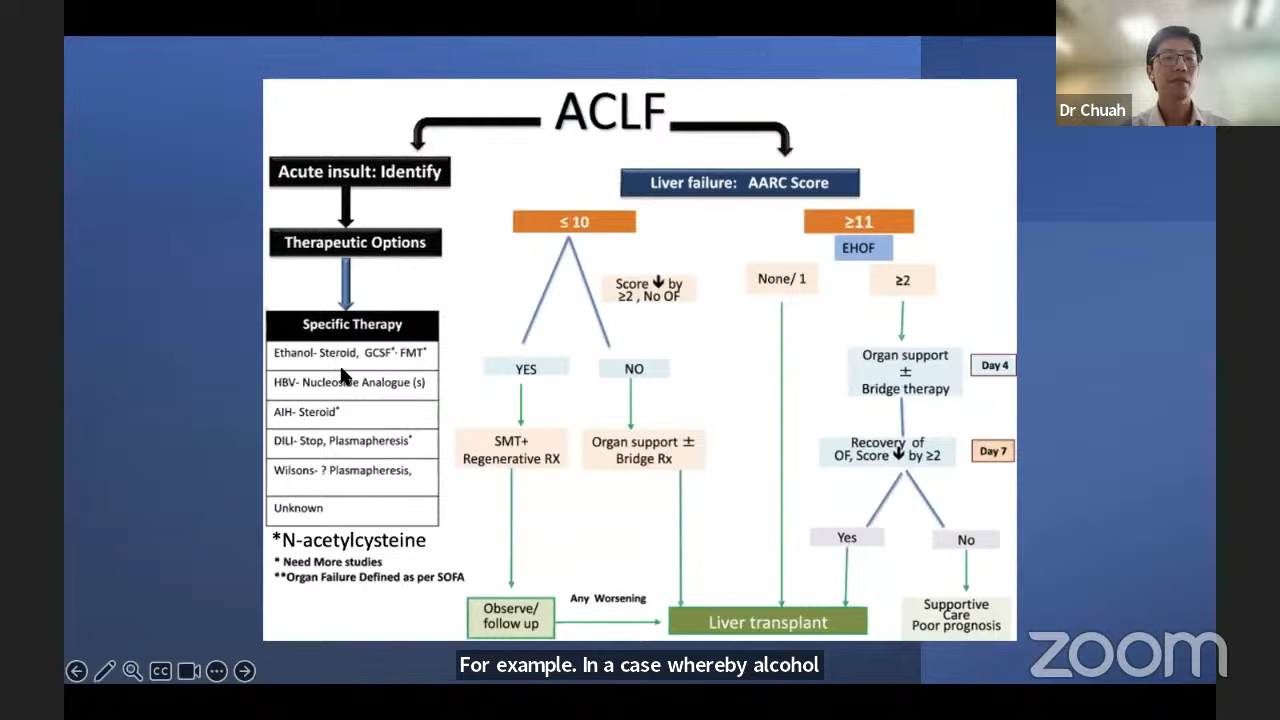 ACLF
Acute insult: Identify
Therapeutic Options
Specific Therapy
Ethanol- Steroid, GCSF*, FMT*
HBV- Nucleoside Analogue (s)
AIH- Steroid*
DILI- Stop, Plasmapheresis*
Wilsons- ? Plasmapheresis,
Unknown
*N-acetylcysteine
* Need More studies
**Organ Failure Defined as per SOFA
Liver failure: AARC Score
≤ 10
Score ↓ by
≥2 , No OF
YES
NO
SMT+
Regenerative RX
Organ support ±
Bridge Rx
Observe/
follow up
Any Worsening
≥11
EHOF
None/ 1
≥2
Organ support
±
Bridge therapy
Day 4
Recovery of
OF, Score ↓ by ≥2
Day 7
Yes
No
Liver transplant
Supportive
Care
Poor prognosis
Dr Chuah
For example. In a case whereby alcohol
CC
zoom